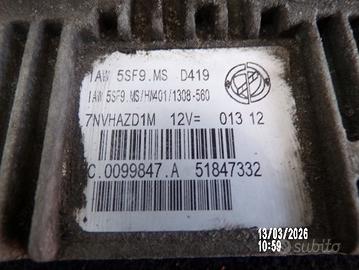 IAW 5SF9.MS D419
IAW 5SF9.MS/HN401/1308-560
7NVHAZD1M 12V= 013 12
C.0099847.A 51847332
13/03/2026
10:59
subito